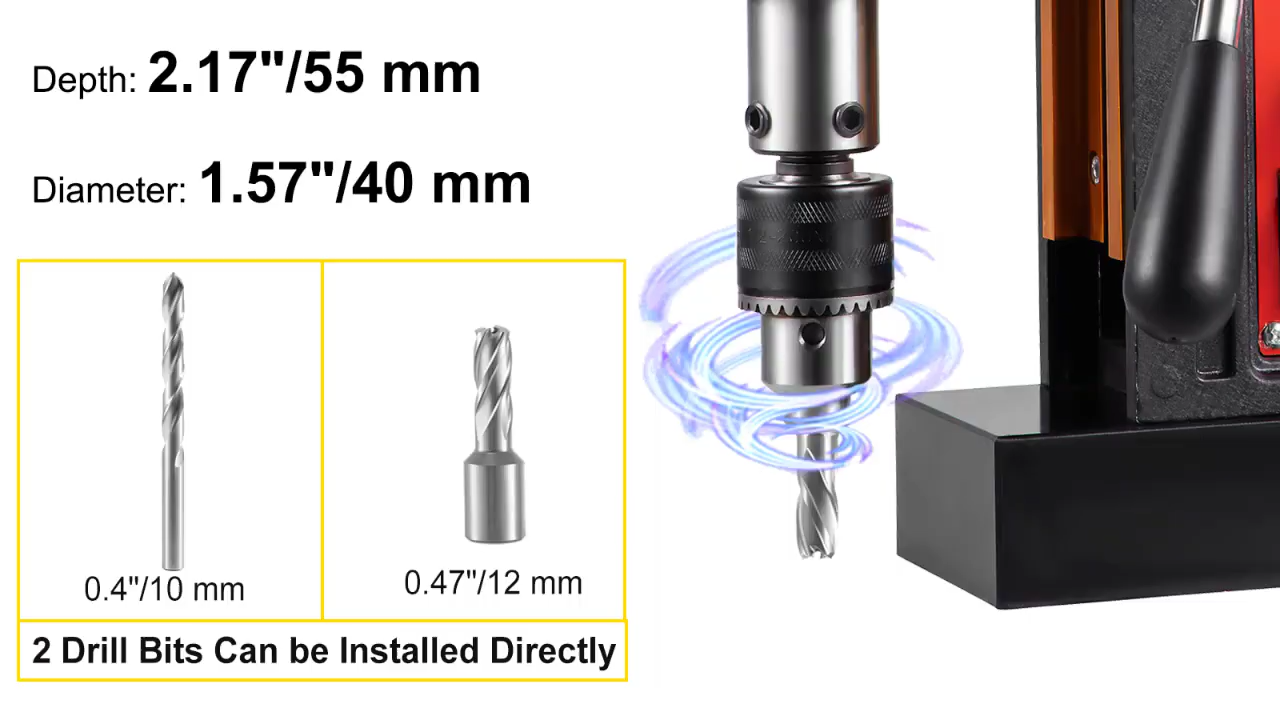 Depth: 2.17"/55 mm
Diameter: 1.57"/40 mm
0.4"/10 mm
0.47"/12 mm
2 Drill Bits Can be Installed Directly